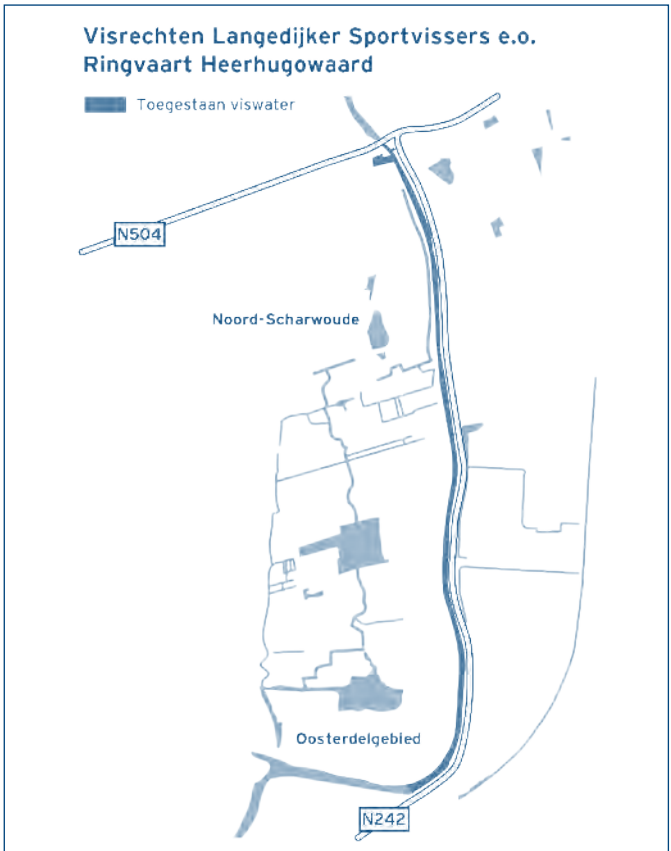 Visrechten Langedijker Sportvissers e.o.
Ringvaart Heerhugowaard
Toegestaan viswater
N504
Noord-Scharwoude
Oosterdelgebied
N242